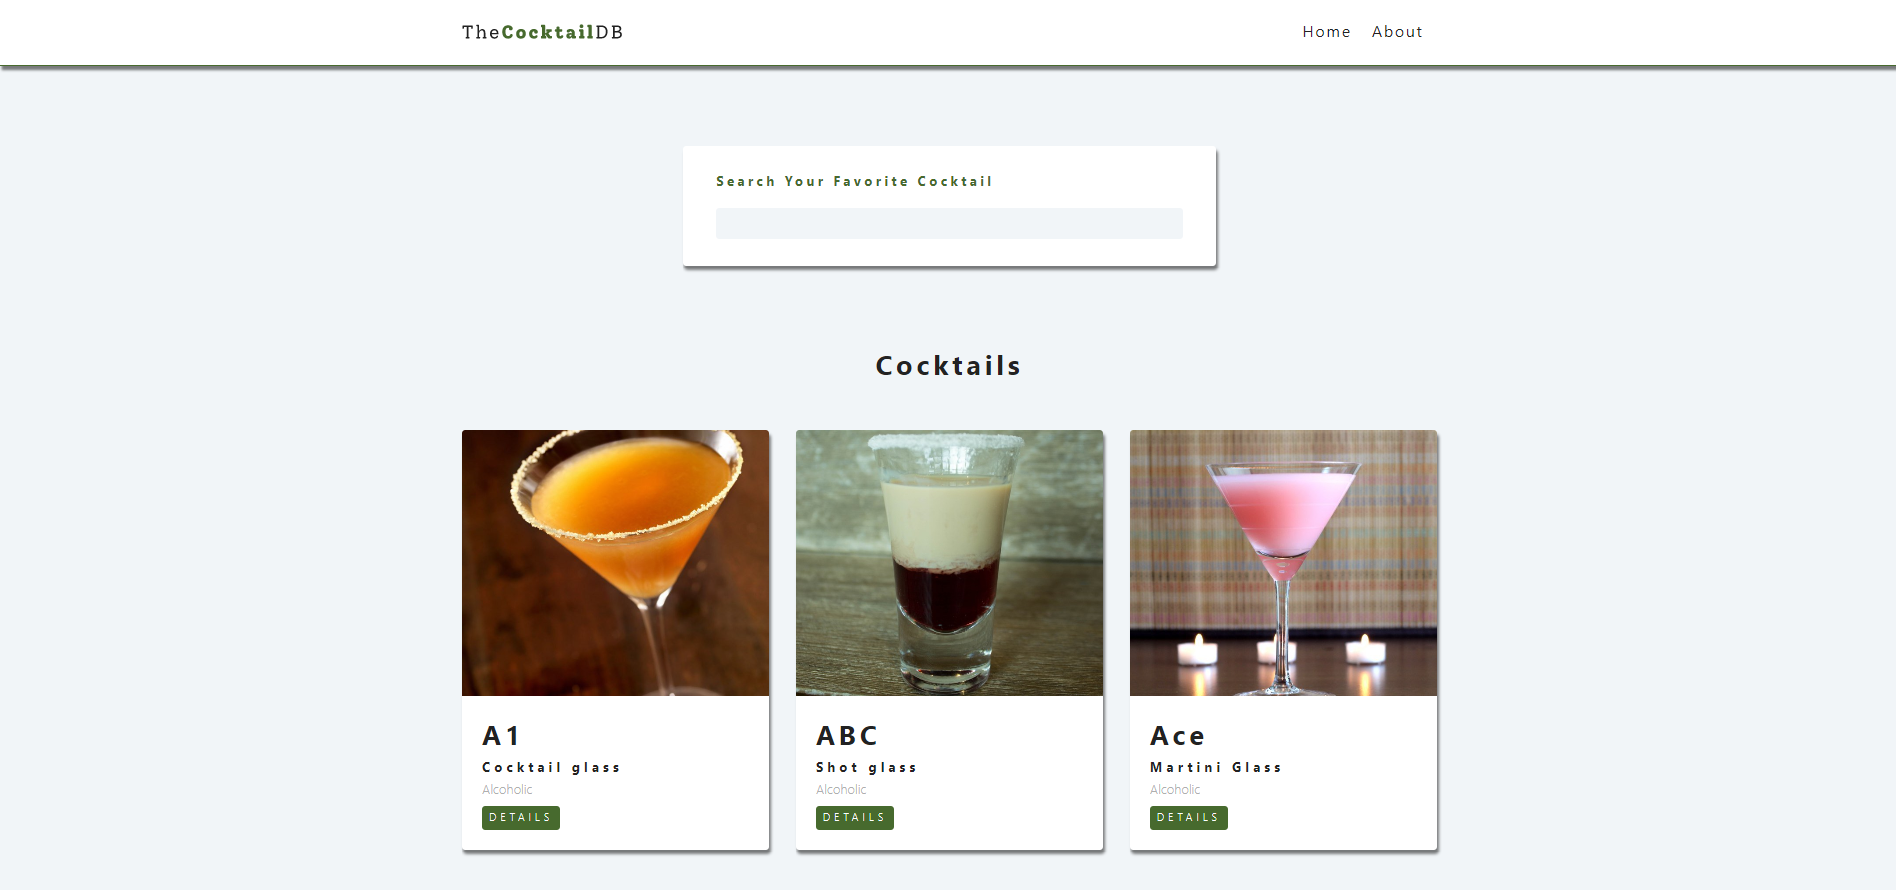 TheCocktailDB
Home About
Search Your Favorite Cocktail
Cocktails
A1
Cocktail glass
Alcoholic
DETAILS
ABC
Shot glass
Alcoholic
DETAILS
Ace
Martini Glass
Alcoholic
DETAILS